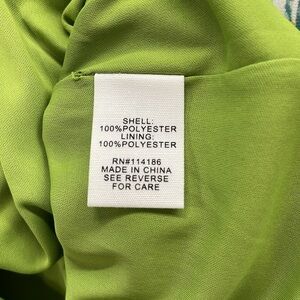 SHELL:
100%POLYESTER
LINING:
100%POLYESTER
RN#114186
MADE IN CHINA
SEE REVERSE
FOR CARE